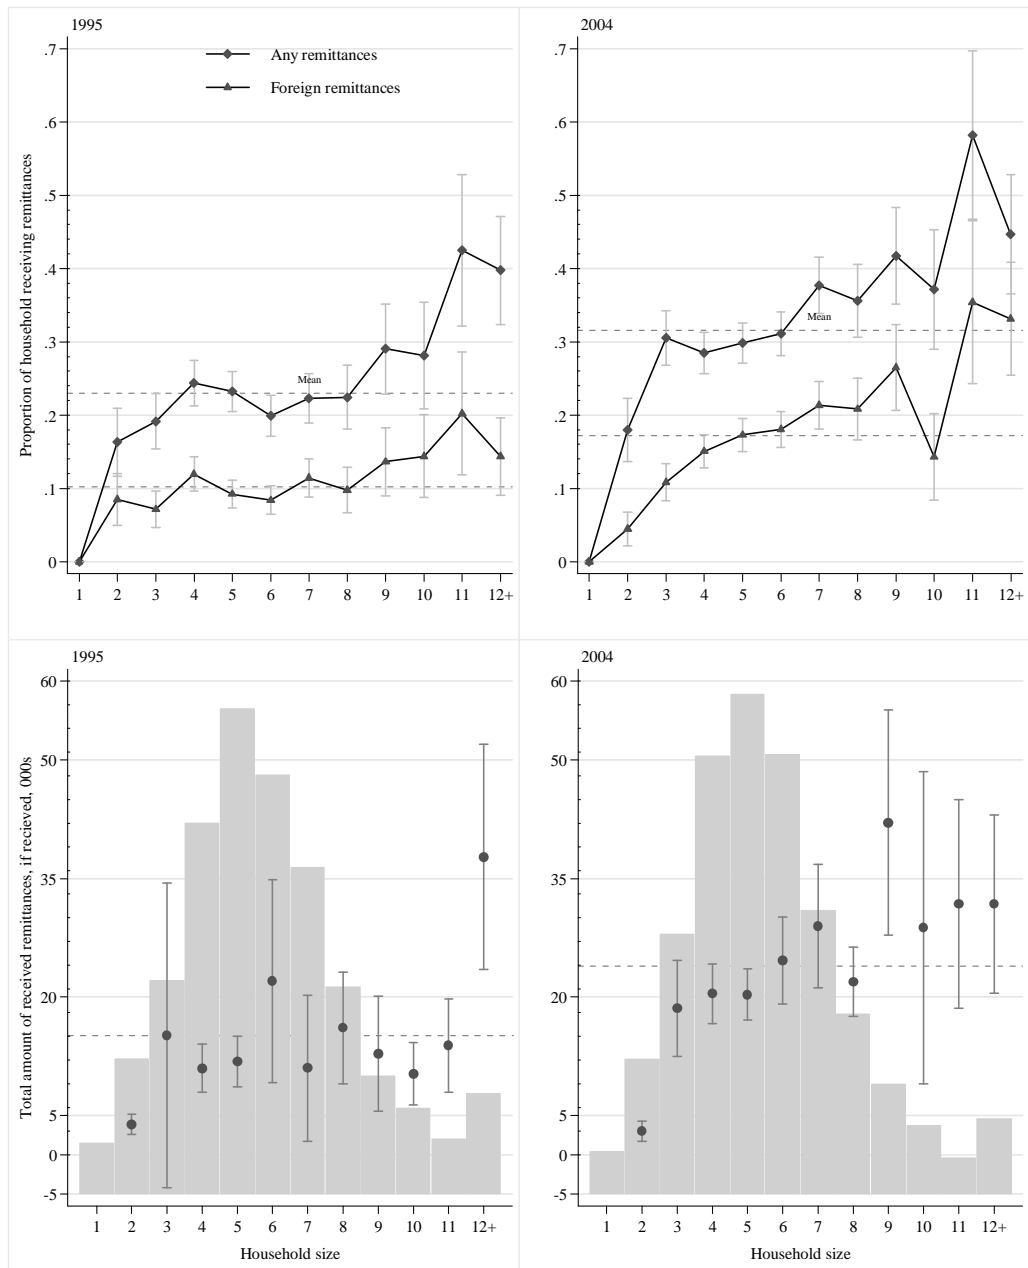 1995
Any remittances
Foreign remittances
Proportion of household receiving remittances
.7
.6
.5
.4
.3
.2
.1
0
Mean
1 2 3 4 5 6 7 8 9 10 11 12+
2004
.7
.6
.5
.4
.3
.2
.1
0
Mean
1 2 3 4 5 6 7 8 9 10 11 12+
1995
Total amount of received remittances, if recieved, 000s
60
50
35
20
5
0
-5
1 2 3 4 5 6 7 8 9 10 11 12+
Household size
2004
60
50
35
20
5
0
-5
1 2 3 4 5 6 7 8 9 10 11 12+
Household size